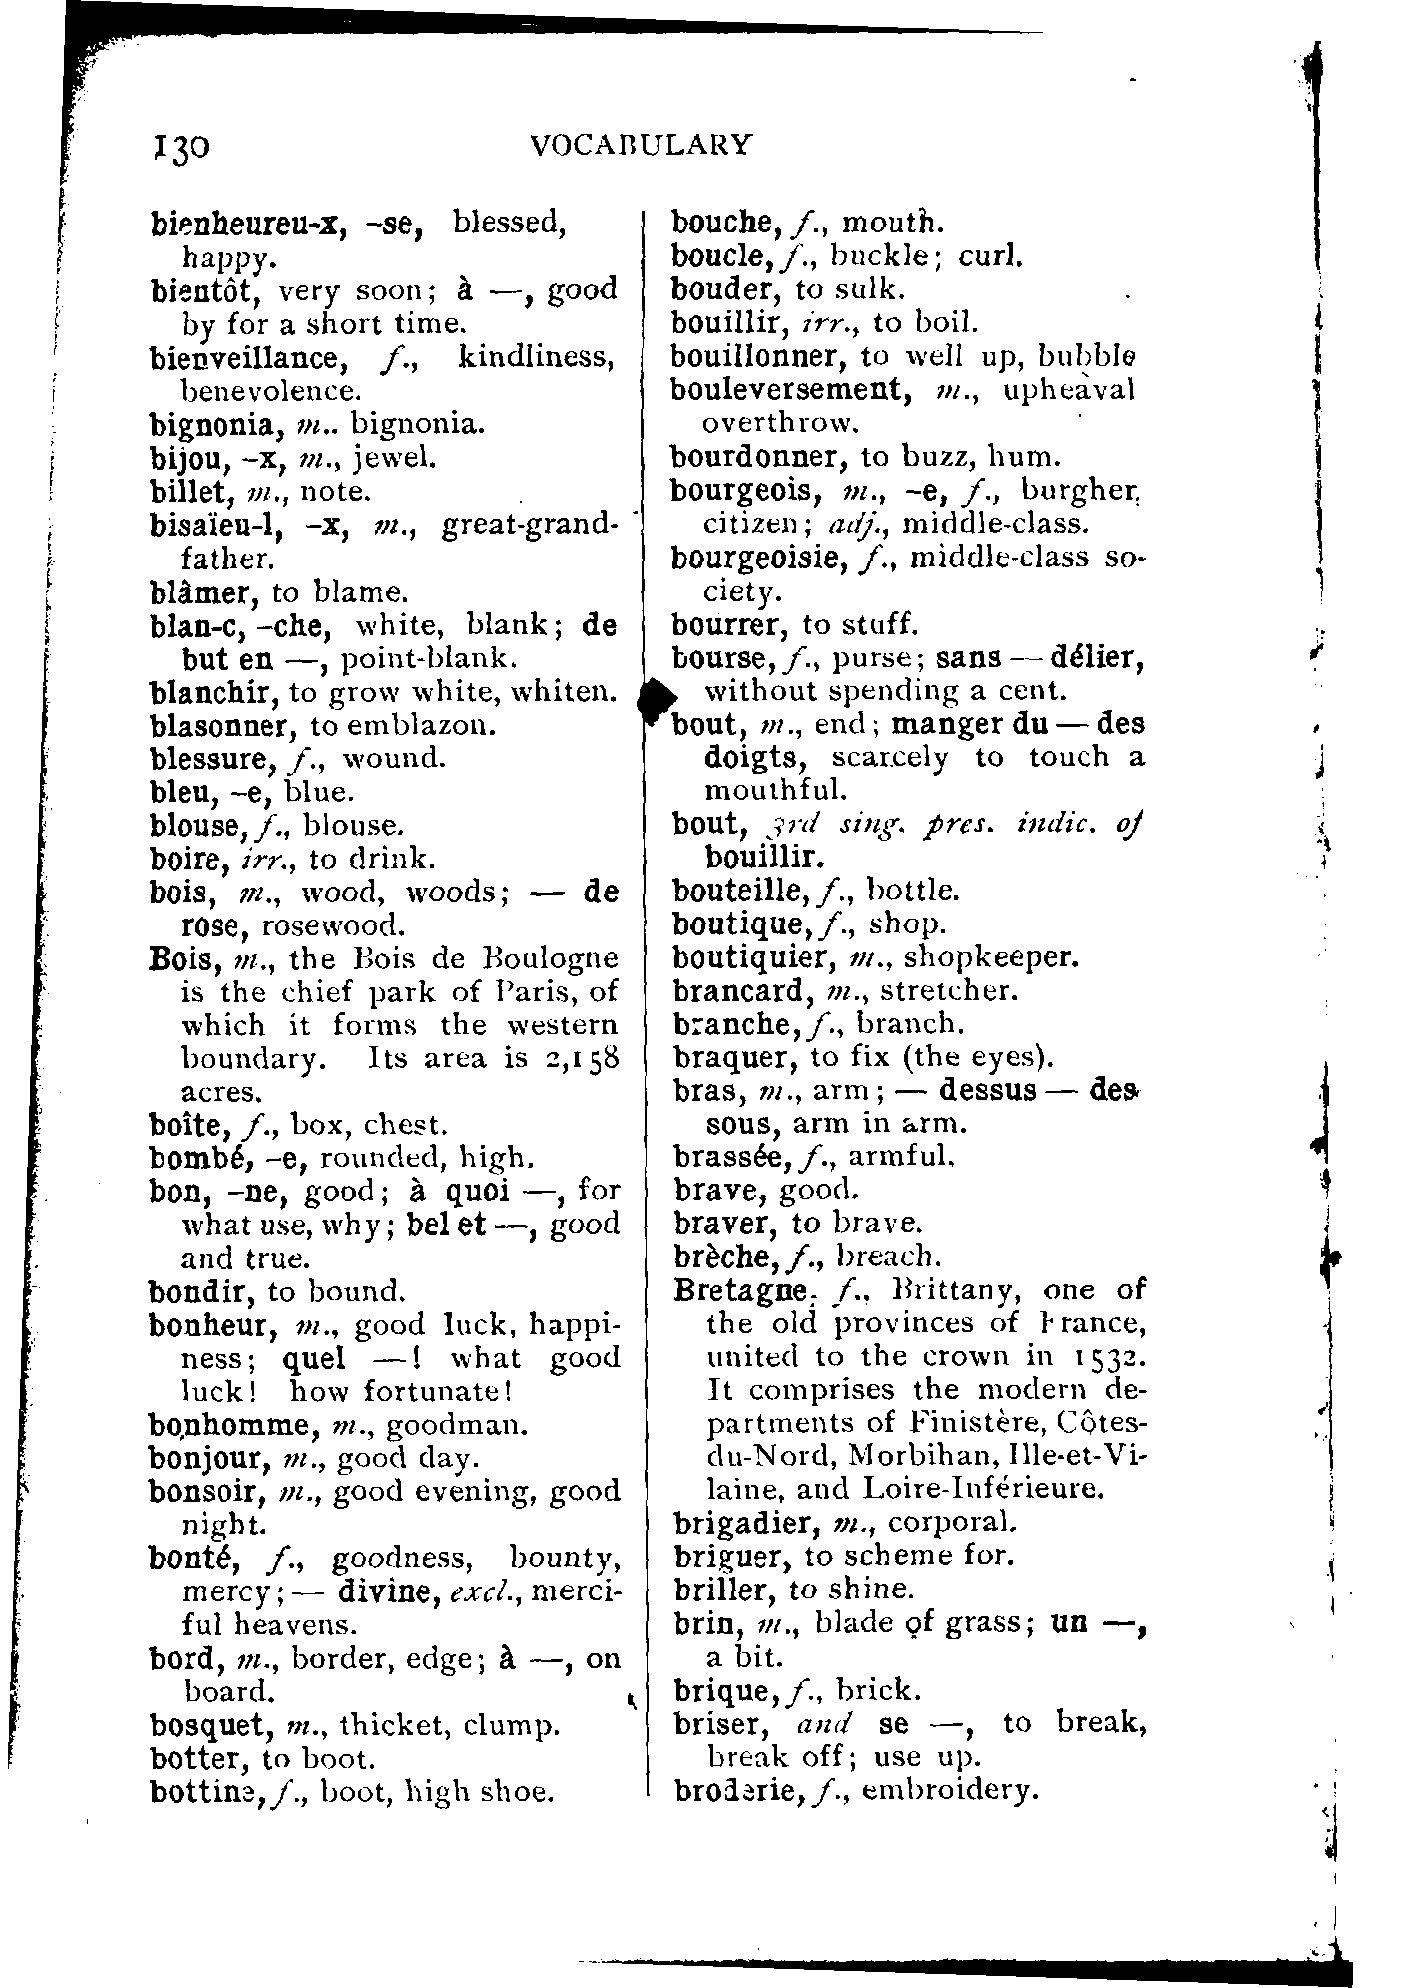 130
VOCABULARY
bienheureu-x, -se, blessed,
happy.
bientôt, very soon; à —, good
by for a short time.
bienveillance, f., kindliness,
benevolence.
bignonia, m.. bignonia.
bijou, -x, m., jewel.
billet, m., note.
bisaïeu-l, -x, m., great-grand-
father.
blâmer, to blame.
blan-c, -che, white, blank; de
but en —, point-blank.
blanchir, to grow white, whiten.
blasonner, to emblazon.
blessure, f., wound.
bleu, -e, blue.
blouse, f., blouse.
boire, irr., to drink.
bois, m., wood, woods; — de
rose, rosewood.
Bois, m., the Bois de Boulogne
is the chief park of Paris, of
which it forms the western
boundary. Its area is 2,158
acres.
boîte, f., box, chest.
bombé, -e, rounded, high.
bon, -ne, good; à quoi —, for
what use, why; bel et —, good
and true.
bondir, to bound.
bonheur, m., good luck, happi-
ness; quel —! what good
luck! how fortunate!
bonhomme, m., goodman.
bonjour, m., good day.
bonsoir, m., good evening, good
night.
bonté, f., goodness, bounty,
mercy; — divine, excl., merci-
ful heavens.
bord, m., border, edge; à —, on
board.
bosquet, m., thicket, clump.
botter, to boot.
bottine, f., boot, high shoe.
bouche, f., mouth.
boucle, f., buckle; curl.
bouder, to sulk.
bouillir, irr., to boil.
bouillonner, to well up, bubble
bouleversement, m., upheaval
overthrow.
bourdonner, to buzz, hum.
bourgeois, m., -e, f., burgher,
citizen; adj., middle-class.
bourgeoisie, f., middle-class so-
ciety.
bourrer, to stuff.
bourse, f., purse; sans — délier,
without spending a cent.
bout, m., end; manger du — des
doigts, scarcely to touch a
mouthful.
bout, 3rd sing. pres. indic. of
bouillir.
bouteille, f., bottle.
boutique, f., shop.
boutiquier, m., shopkeeper.
brancard, m., stretcher.
branche, f., branch.
braquer, to fix (the eyes).
bras, m., arm; — dessus — des-
sous, arm in arm.
brassée, f., armful.
brave, good.
braver, to brave.
brèche, f., breach.
Bretagne, f., Brittany, one of
the old provinces of France,
united to the crown in 1532.
It comprises the modern de-
partments of Finistère, Côtes-
du-Nord, Morbihan, Ille-et-Vi-
laine, and Loire-Inférieure.
brigadier, m., corporal.
briguer, to scheme for.
briller, to shine.
brin, m., blade of grass; un —,
a bit.
brique, f., brick.
briser, and se —, to break,
break off; use up.
broderie, f., embroidery.